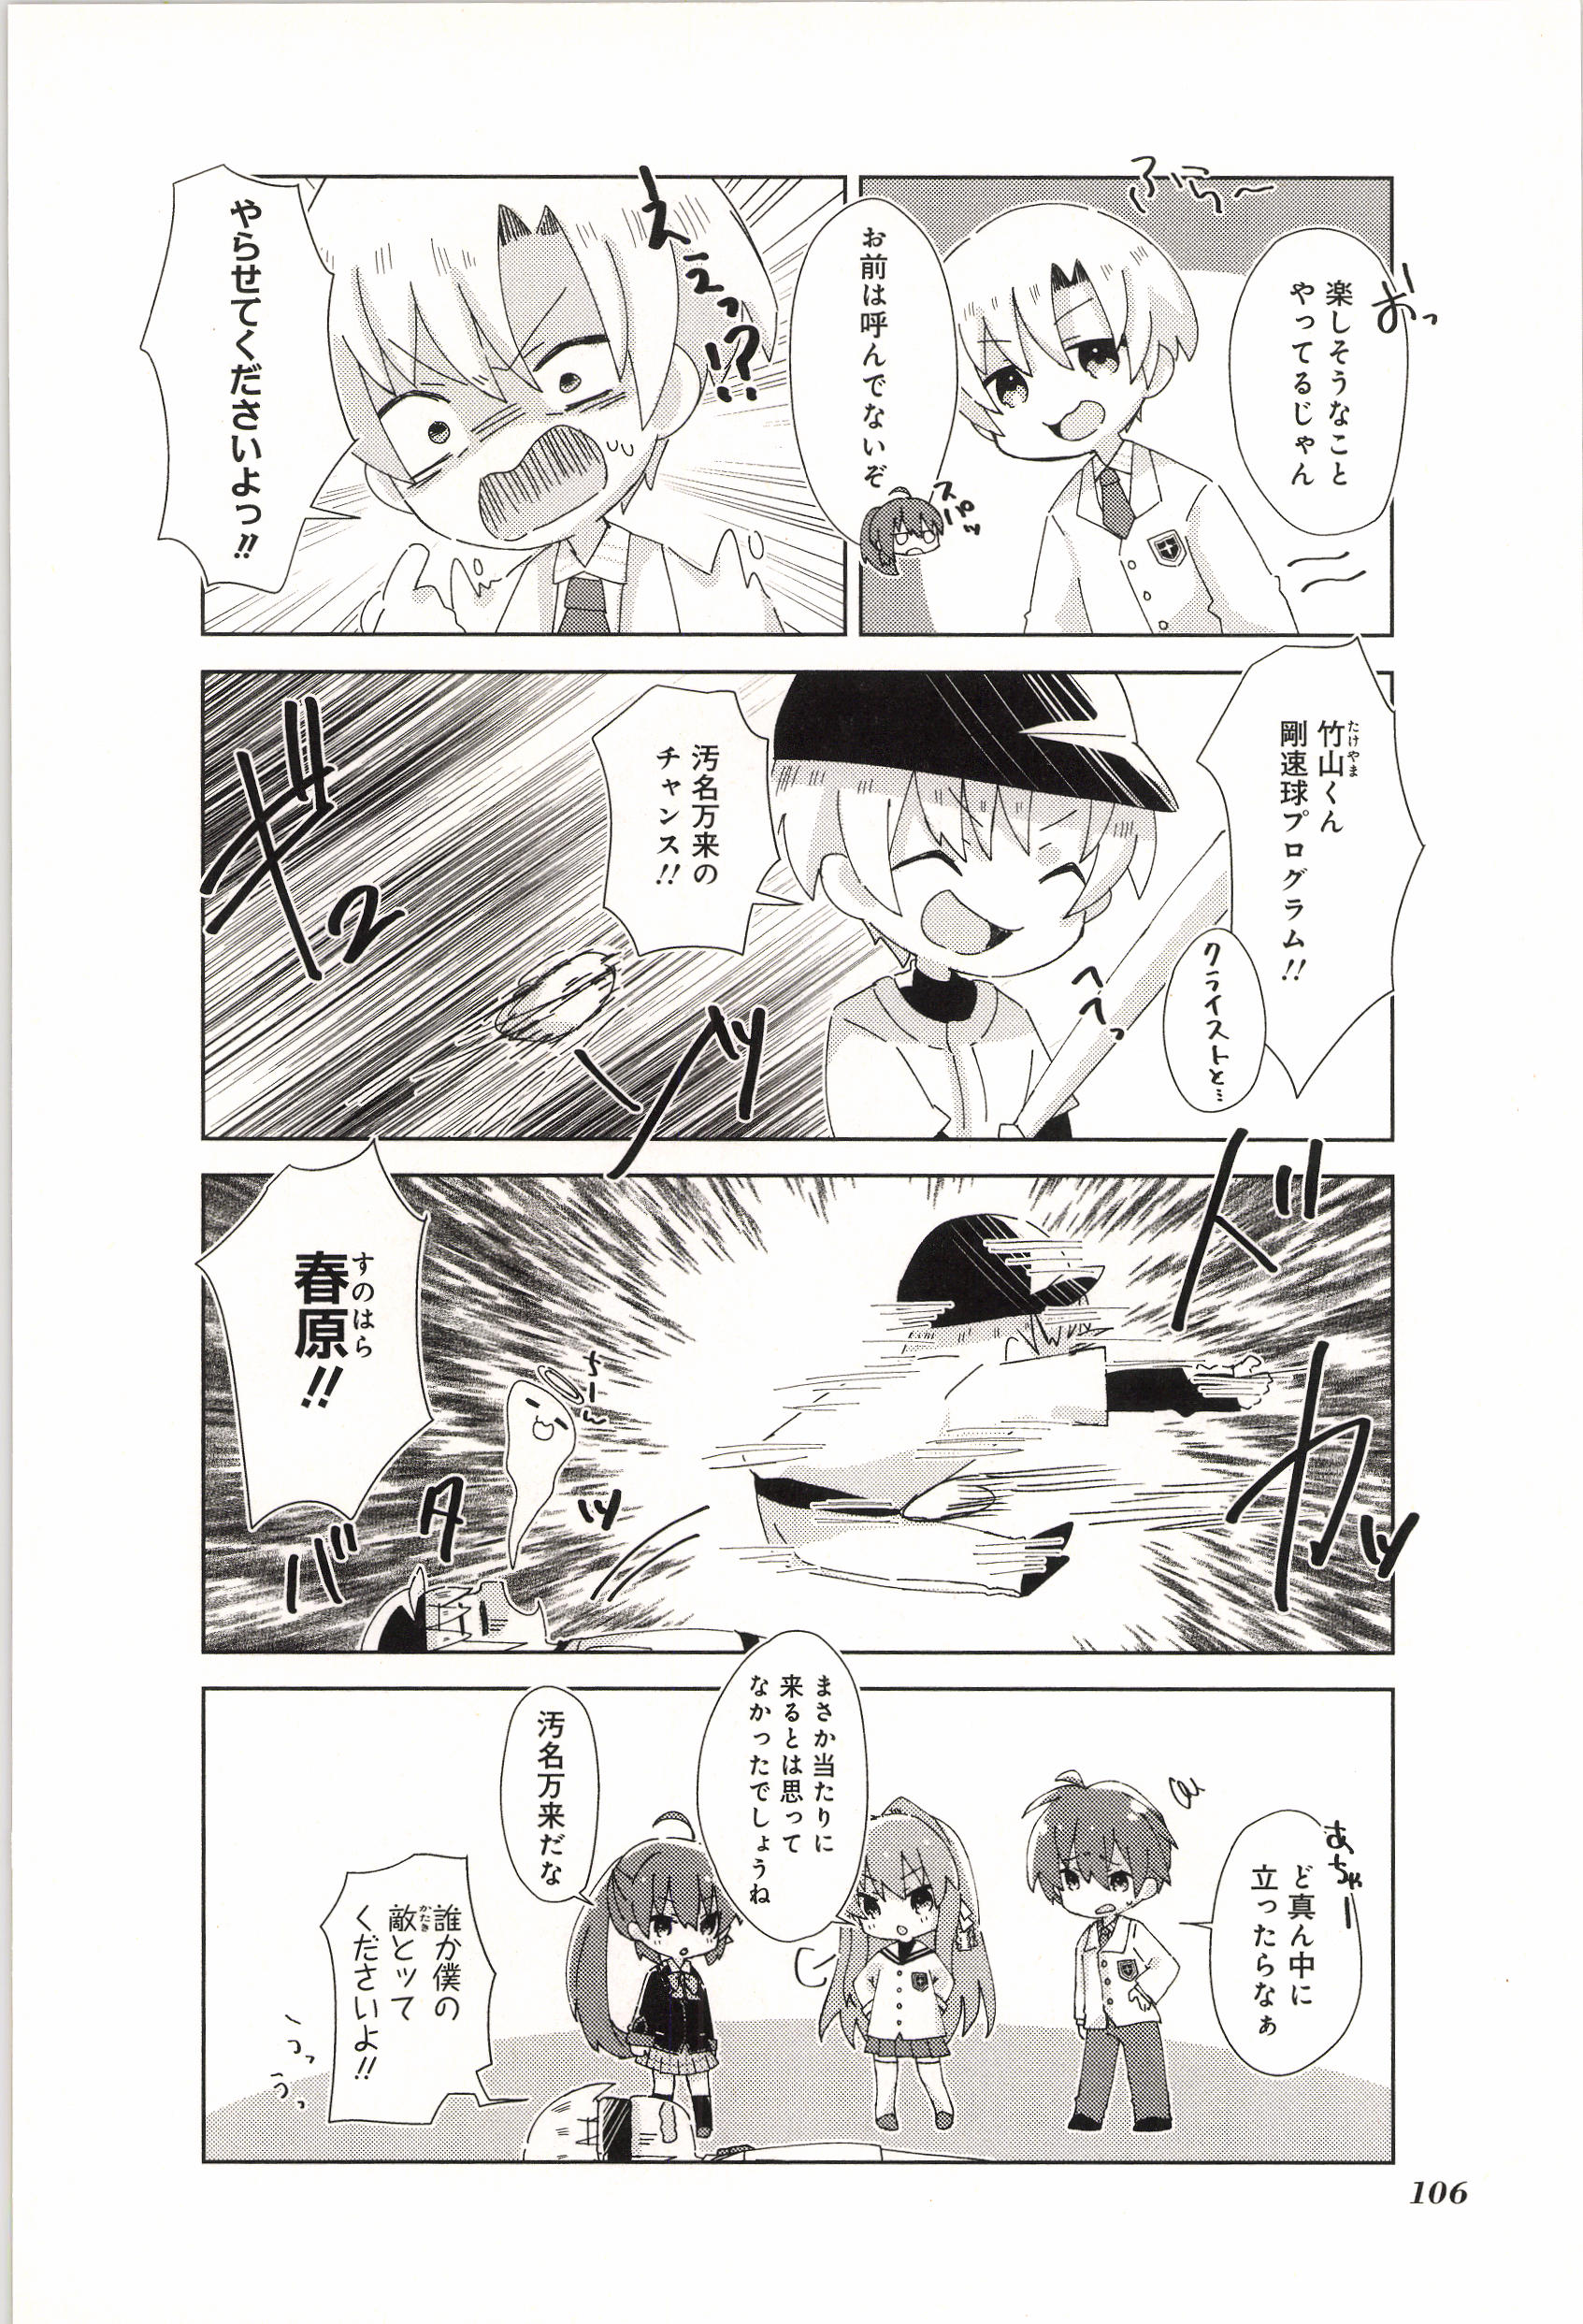 ふら~
おっ
楽しそうなこと
やってるじゃん
お前は呼んでないぞ
スパッ
ええっ!?
やらせてくださいよっ!!
竹山くん
たけやま
剛速球プログラム!!
クライストと…
へへっ
汚名万来の
チャンス!!
ギュ
ンッ
ドガッ
ちーん
春原!!
すのはら
バタッ
あちゃー
ど真ん中に
立ったらなぁ
まさか当たりに
来るとは思って
なかったでしょうね
汚名万来だな
誰か僕の
敵とッて
かたき
くださいよ!!
うっ
うっ
106